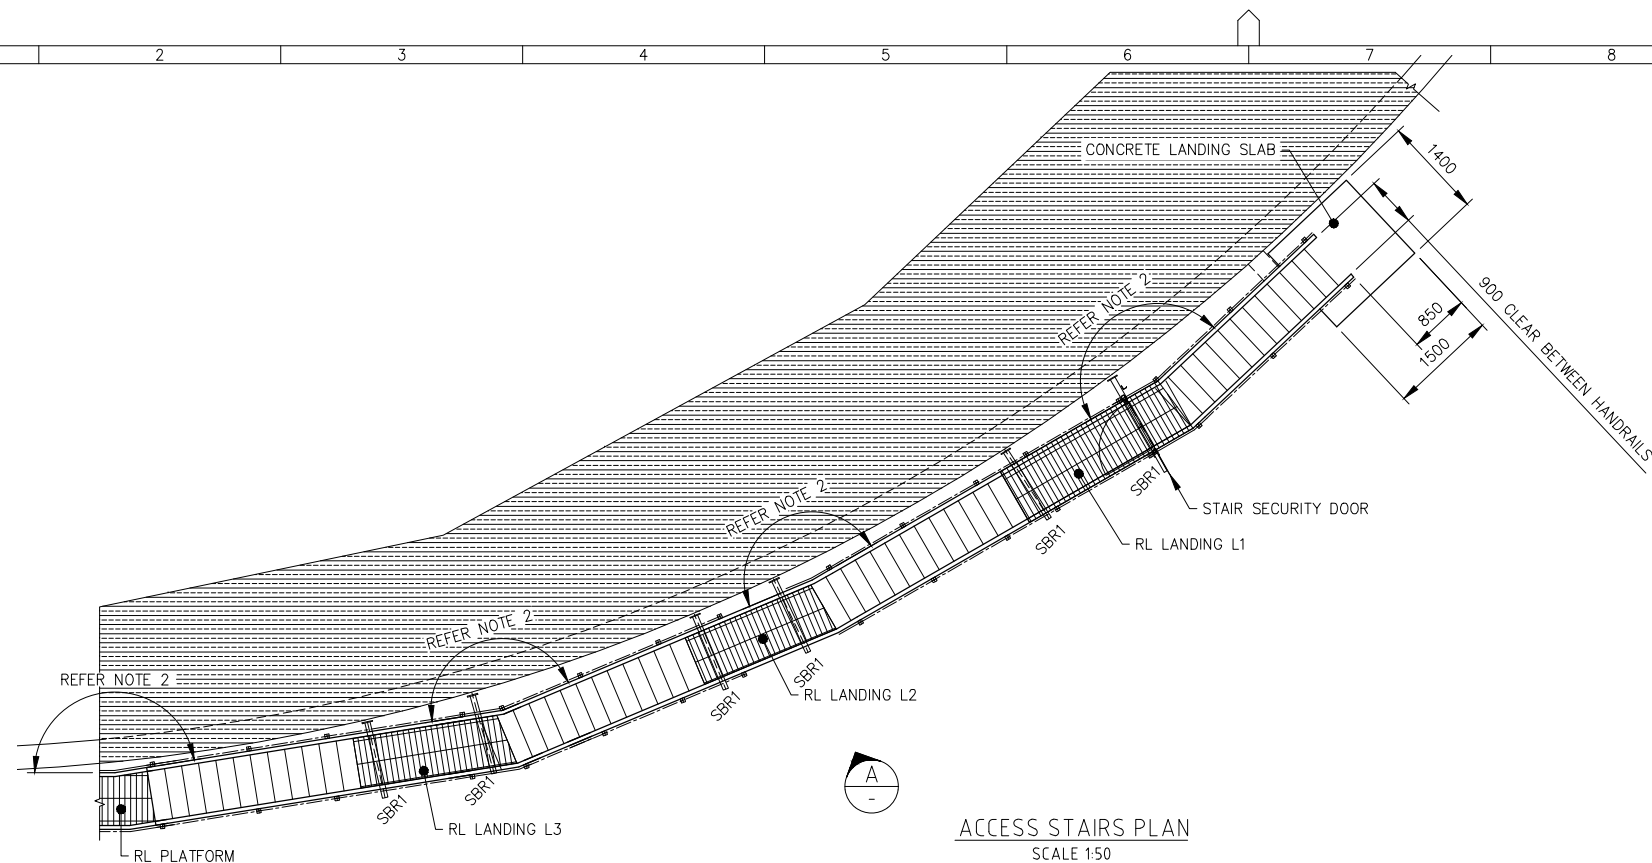 2 3 4 5 6 7 8
CONCRETE LANDING SLAB
1400
900 CLEAR BETWEEN HANDRAILS
850
1500
REFER NOTE 2
SBR1
STAIR SECURITY DOOR
SBR1
RL LANDING L1
REFER NOTE 2
SBR1
SBR1
RL LANDING L2
REFER NOTE 2
REFER NOTE 2
SBR1
SBR1
RL LANDING L3
RL PLATFORM
A
-
ACCESS STAIRS PLAN
SCALE 1:50